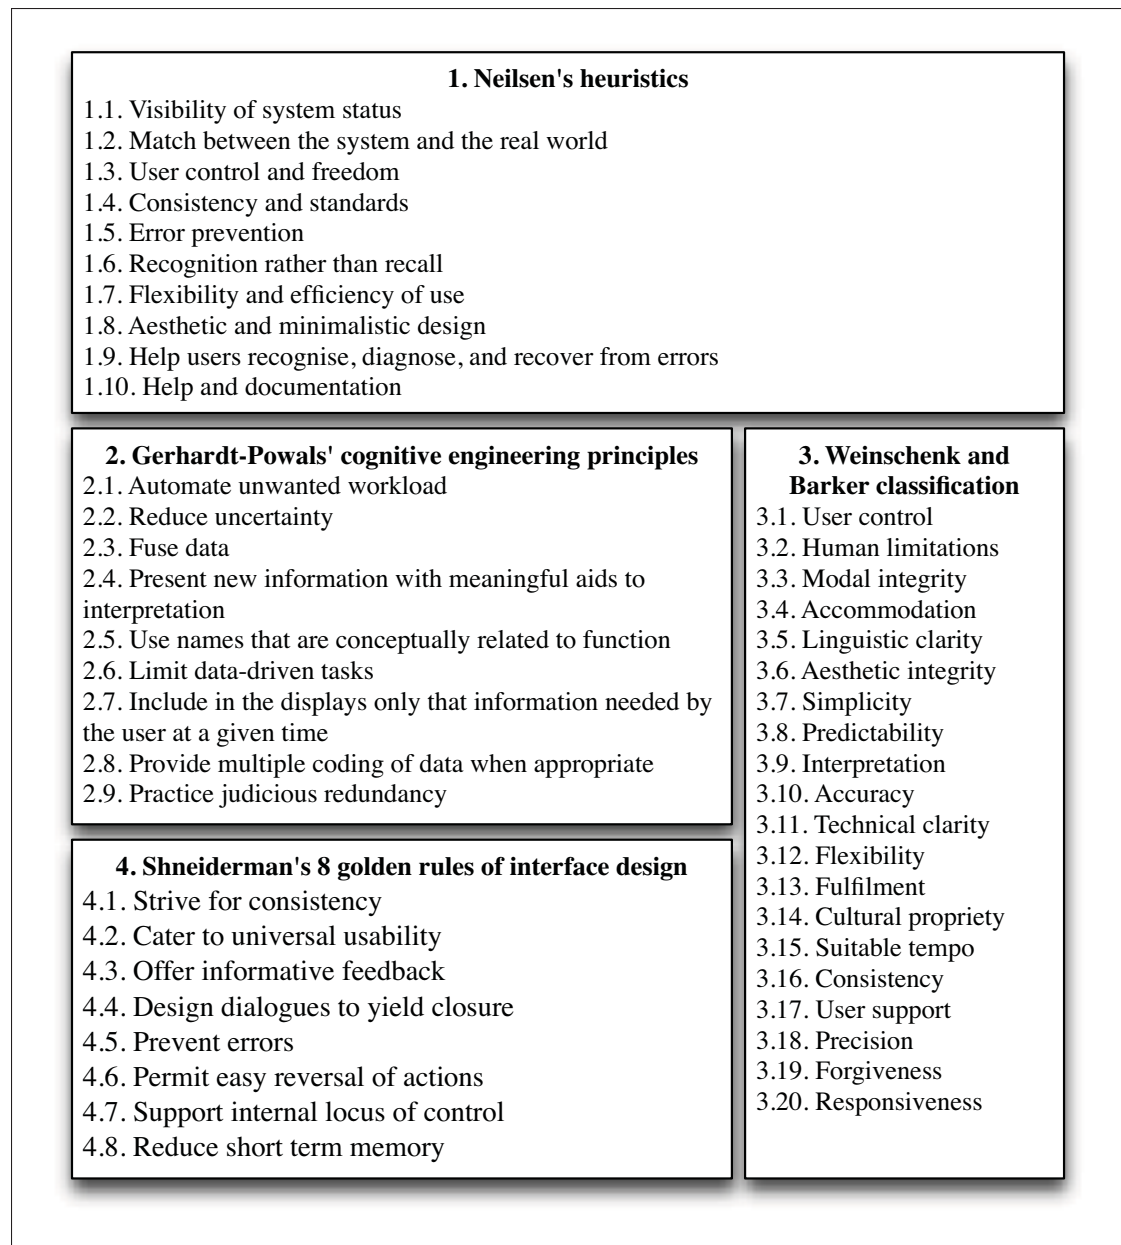 1. Neilsen's heuristics
1.1. Visibility of system status
1.2. Match between the system and the real world
1.3. User control and freedom
1.4. Consistency and standards
1.5. Error prevention
1.6. Recognition rather than recall
1.7. Flexibility and efficiency of use
1.8. Aesthetic and minimalistic design
1.9. Help users recognise, diagnose, and recover from errors
1.10. Help and documentation
2. Gerhardt-Powals' cognitive engineering principles
2.1. Automate unwanted workload
2.2. Reduce uncertainty
2.3. Fuse data
2.4. Present new information with meaningful aids to
interpretation
2.5. Use names that are conceptually related to function
2.6. Limit data-driven tasks
2.7. Include in the displays only that information needed by
the user at a given time
2.8. Provide multiple coding of data when appropriate
2.9. Practice judicious redundancy
3. Weinschenk and
Barker classification
3.1. User control
3.2. Human limitations
3.3. Modal integrity
3.4. Accommodation
3.5. Linguistic clarity
3.6. Aesthetic integrity
3.7. Simplicity
3.8. Predictability
3.9. Interpretation
3.10. Accuracy
3.11. Technical clarity
3.12. Flexibility
3.13. Fulfilment
3.14. Cultural propriety
3.15. Suitable tempo
3.16. Consistency
3.17. User support
3.18. Precision
3.19. Forgiveness
3.20. Responsiveness
4. Shneiderman's 8 golden rules of interface design
4.1. Strive for consistency
4.2. Cater to universal usability
4.3. Offer informative feedback
4.4. Design dialogues to yield closure
4.5. Prevent errors
4.6. Permit easy reversal of actions
4.7. Support internal locus of control
4.8. Reduce short term memory